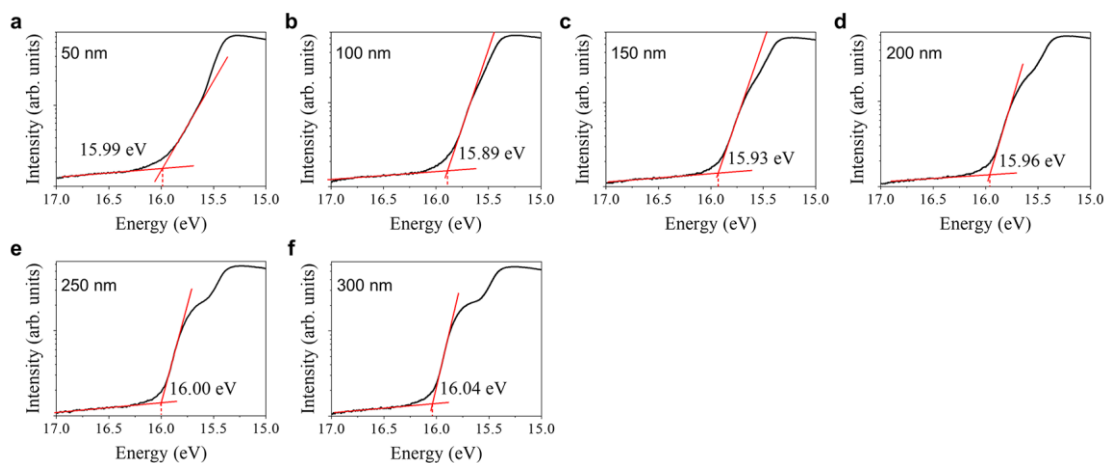 a
50 nm
15.99 eV
Intensity (arb. units)
17.0 16.5 16.0 15.5 15.0
Energy (eV)
b
100 nm
15.89 eV
Intensity (arb. units)
17.0 16.5 16.0 15.5 15.0
Energy (eV)
c
150 nm
15.93 eV
Intensity (arb. units)
17.0 16.5 16.0 15.5 15.0
Energy (eV)
d
200 nm
15.96 eV
Intensity (arb. units)
17.0 16.5 16.0 15.5 15.0
Energy (eV)
e
250 nm
16.00 eV
Intensity (arb. units)
17.0 16.5 16.0 15.5 15.0
Energy (eV)
f
300 nm
16.04 eV
Intensity (arb. units)
17.0 16.5 16.0 15.5 15.0
Energy (eV)